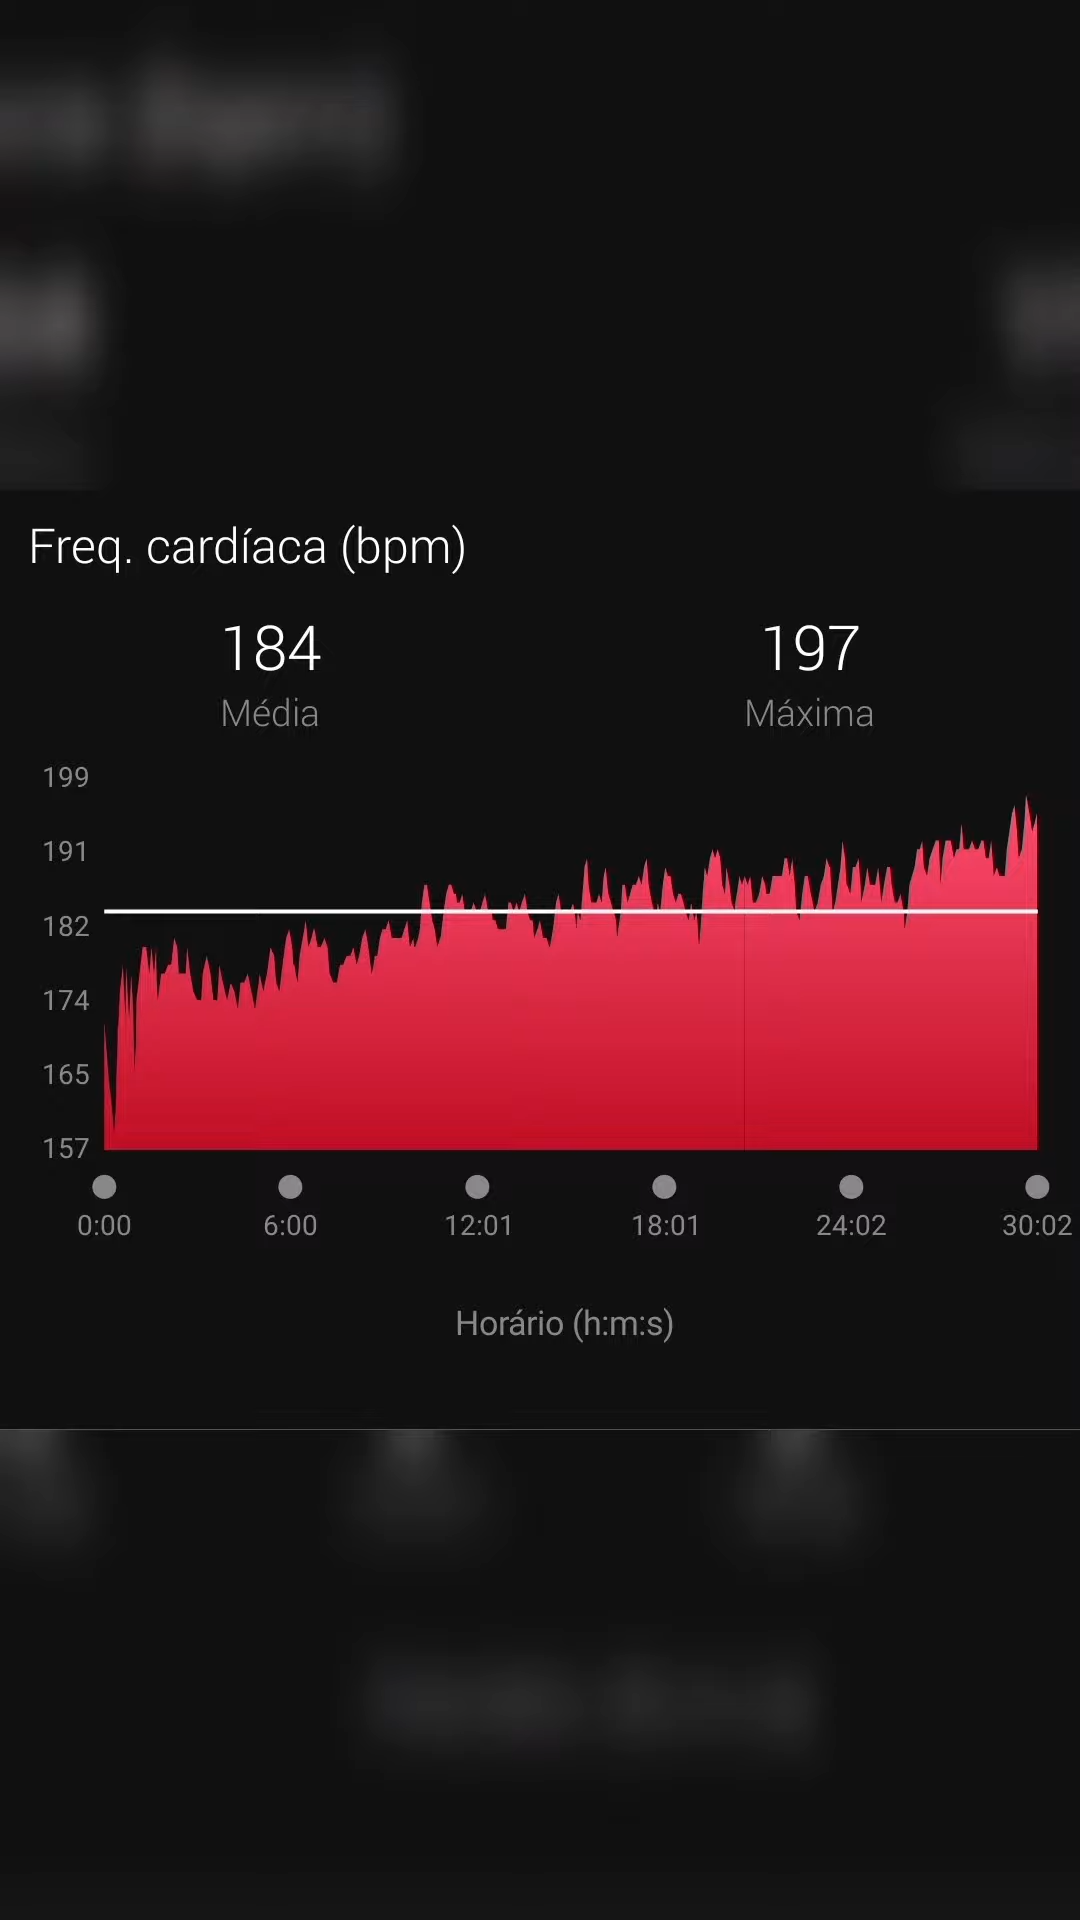 Freq. cardíaca (bpm)
184 197
Média Máxima
199
191
182
174
165
157
0:00 6:00 12:01 18:01 24:02 30:02
Horário (h:m:s)